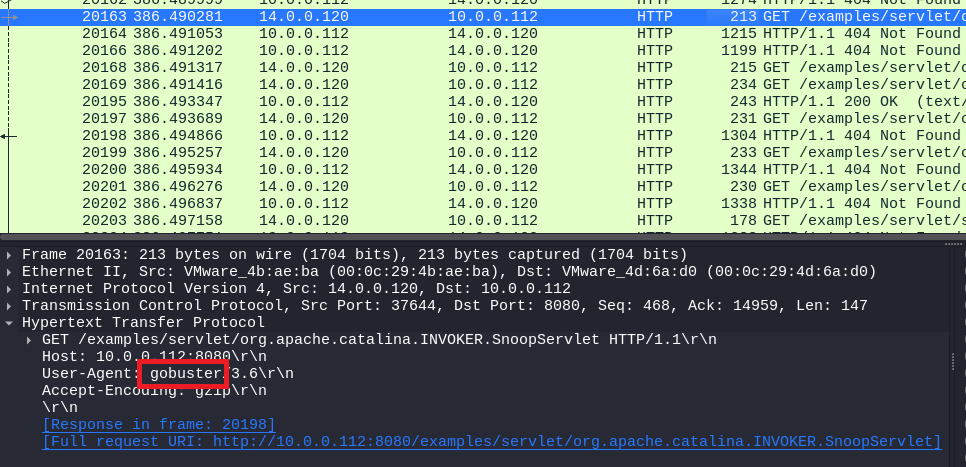 20163 386.490281 14.0.0.120 10.0.0.112 HTTP 213 GET /examples/servlet/
20164 386.491053 10.0.0.112 14.0.0.120 HTTP 1215 HTTP/1.1 404 Not Found
20166 386.491202 10.0.0.112 14.0.0.120 HTTP 1199 HTTP/1.1 404 Not Found
20168 386.491317 14.0.0.120 10.0.0.112 HTTP 215 GET /examples/servlet/
20169 386.491416 14.0.0.120 10.0.0.112 HTTP 234 GET /examples/servlet/
20195 386.493347 10.0.0.112 14.0.0.120 HTTP 243 HTTP/1.1 200 OK (text/
20197 386.493689 14.0.0.120 10.0.0.112 HTTP 231 GET /examples/servlet/
20198 386.494866 10.0.0.112 14.0.0.120 HTTP 1304 HTTP/1.1 404 Not Found
20199 386.495257 14.0.0.120 10.0.0.112 HTTP 233 GET /examples/servlet/
20200 386.495934 10.0.0.112 14.0.0.120 HTTP 1344 HTTP/1.1 404 Not Found
20201 386.496276 14.0.0.120 10.0.0.112 HTTP 230 GET /examples/servlet/
20202 386.496837 10.0.0.112 14.0.0.120 HTTP 1338 HTTP/1.1 404 Not Found
20203 386.497158 14.0.0.120 10.0.0.112 HTTP 178 GET /examples/servlet/s
Frame 20163: 213 bytes on wire (1704 bits), 213 bytes captured (1704 bits)
Ethernet II, Src: VMware_4b:ae:ba (00:0c:29:4b:ae:ba), Dst: VMware_4d:6a:d0 (00:0c:29:4d:6a:d0)
Internet Protocol Version 4, Src: 14.0.0.120, Dst: 10.0.0.112
Transmission Control Protocol, Src Port: 37644, Dst Port: 8080, Seq: 468, Ack: 14959, Len: 147
Hypertext Transfer Protocol
GET /examples/servlet/org.apache.catalina.INVOKER.SnoopServlet HTTP/1.1\r\n
Host: 10.0.0.112:8080\r\n
User-Agent: gobuster/3.6\r\n
Accept-Encoding: gzip\r\n
\r\n
[Response in frame: 20198]
[Full request URI: http://10.0.0.112:8080/examples/servlet/org.apache.catalina.INVOKER.SnoopServlet]